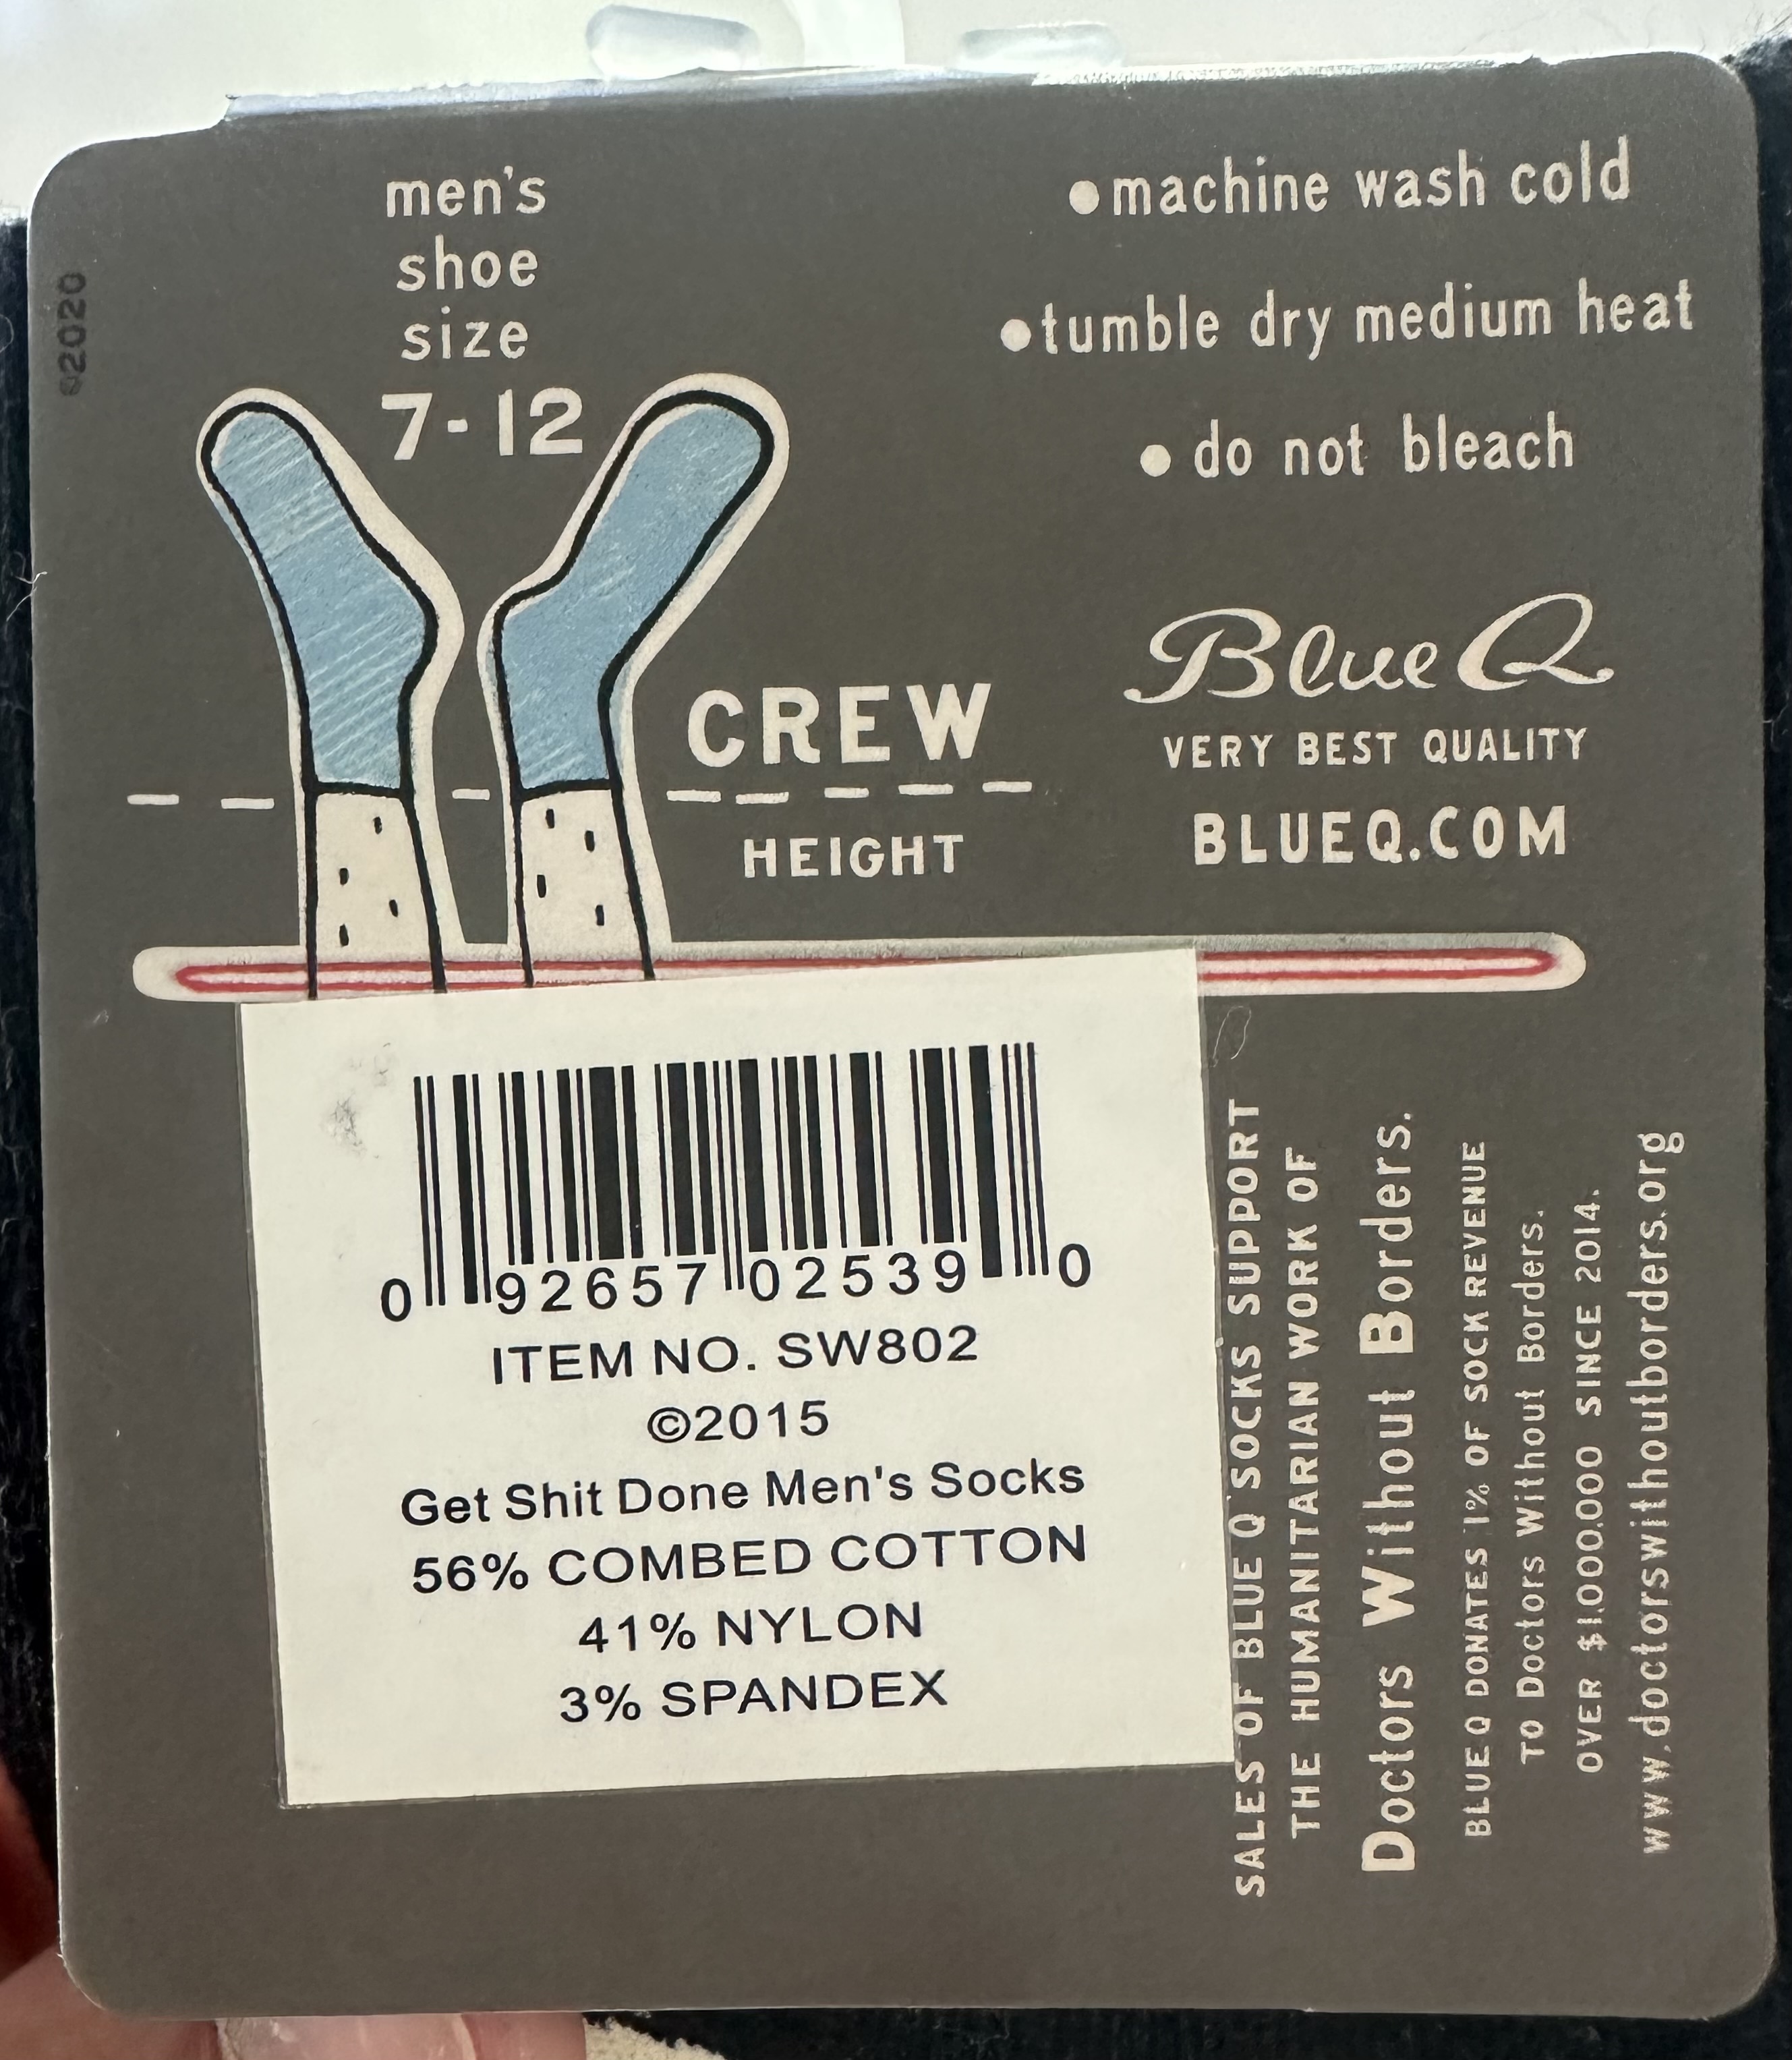 ©2020
men's
shoe
size
7-12
CREW
HEIGHT
•machine wash cold
•tumble dry medium heat
• do not bleach
Blue Q
VERY BEST QUALITY
BLUEQ.COM
0 92657 02539 0
ITEM NO. SW802
©2015
Get Shit Done Men's Socks
56% COMBED COTTON
41% NYLON
3% SPANDEX
SALES OF BLUE Q SOCKS SUPPORT
THE HUMANITARIAN WORK OF
Doctors Without Borders.
BLUE Q DONATES 1% OF SOCK REVENUE
TO Doctors Without Borders.
OVER $1,000,000 SINCE 2014.
www.doctorswithoutborders.org